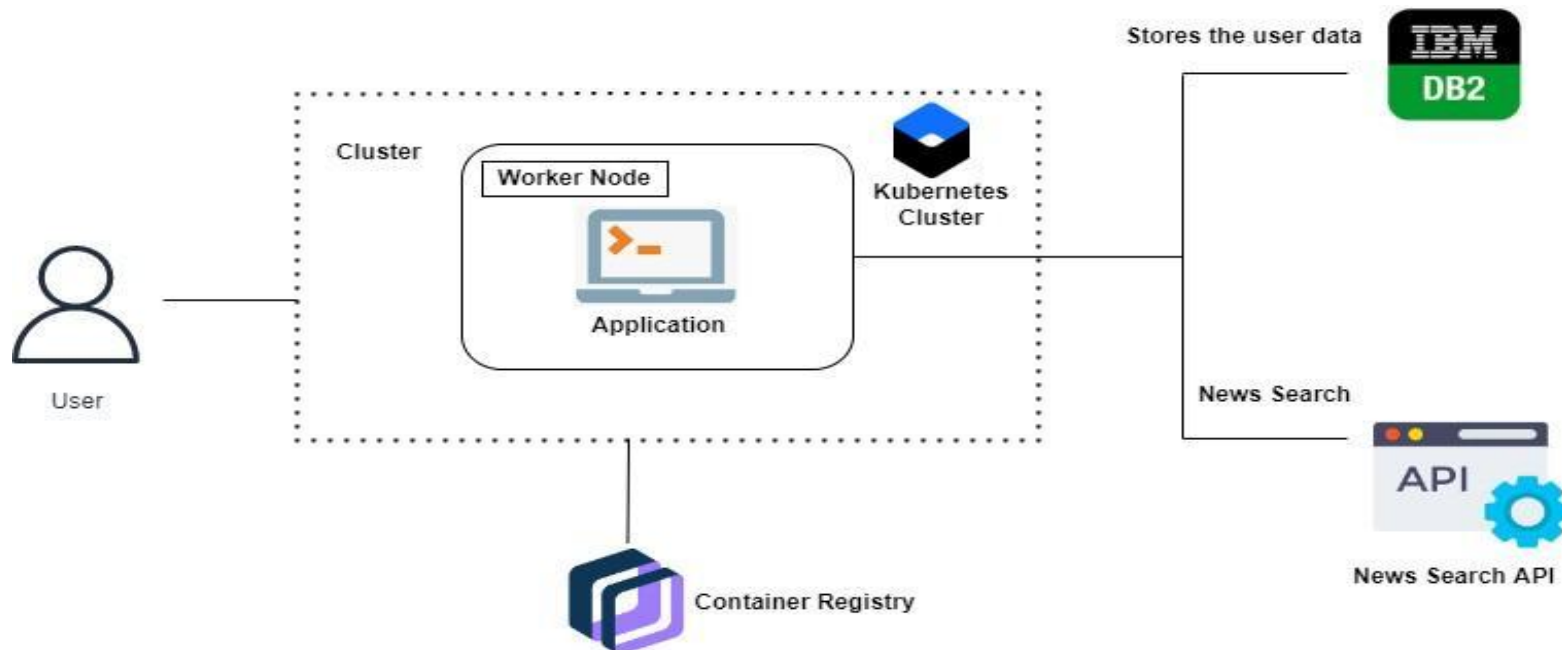 Stores the user data
IBM
DB2
Cluster
Worker Node
Kubernetes
Cluster
Application
User
News Search
API
News Search API
Container Registry